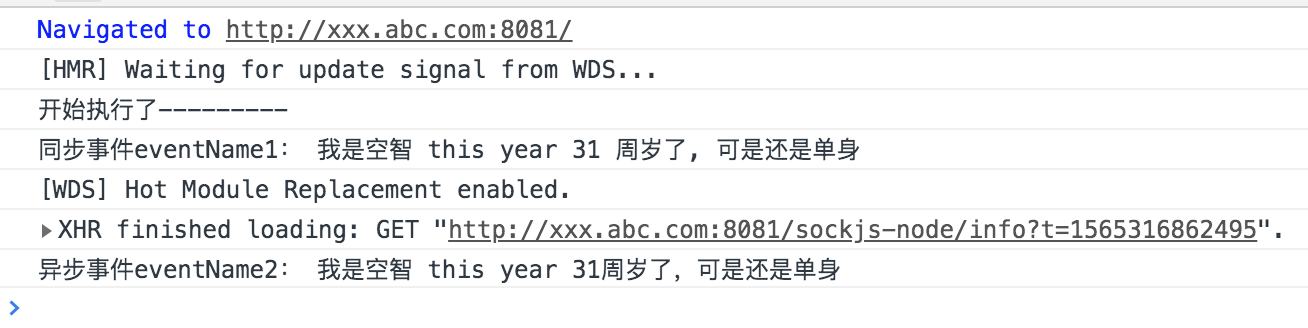 Navigated to http://xxx.abc.com:8081/
[HMR] Waiting for update signal from WDS...
开始执行了---------
同步事件eventName1： 我是空智 this year 31 周岁了, 可是还是单身
[WDS] Hot Module Replacement enabled.
XHR finished loading: GET "http://xxx.abc.com:8081/sockjs-node/info?t=1565316862495".
异步事件eventName2： 我是空智 this year 31周岁了，可是还是单身